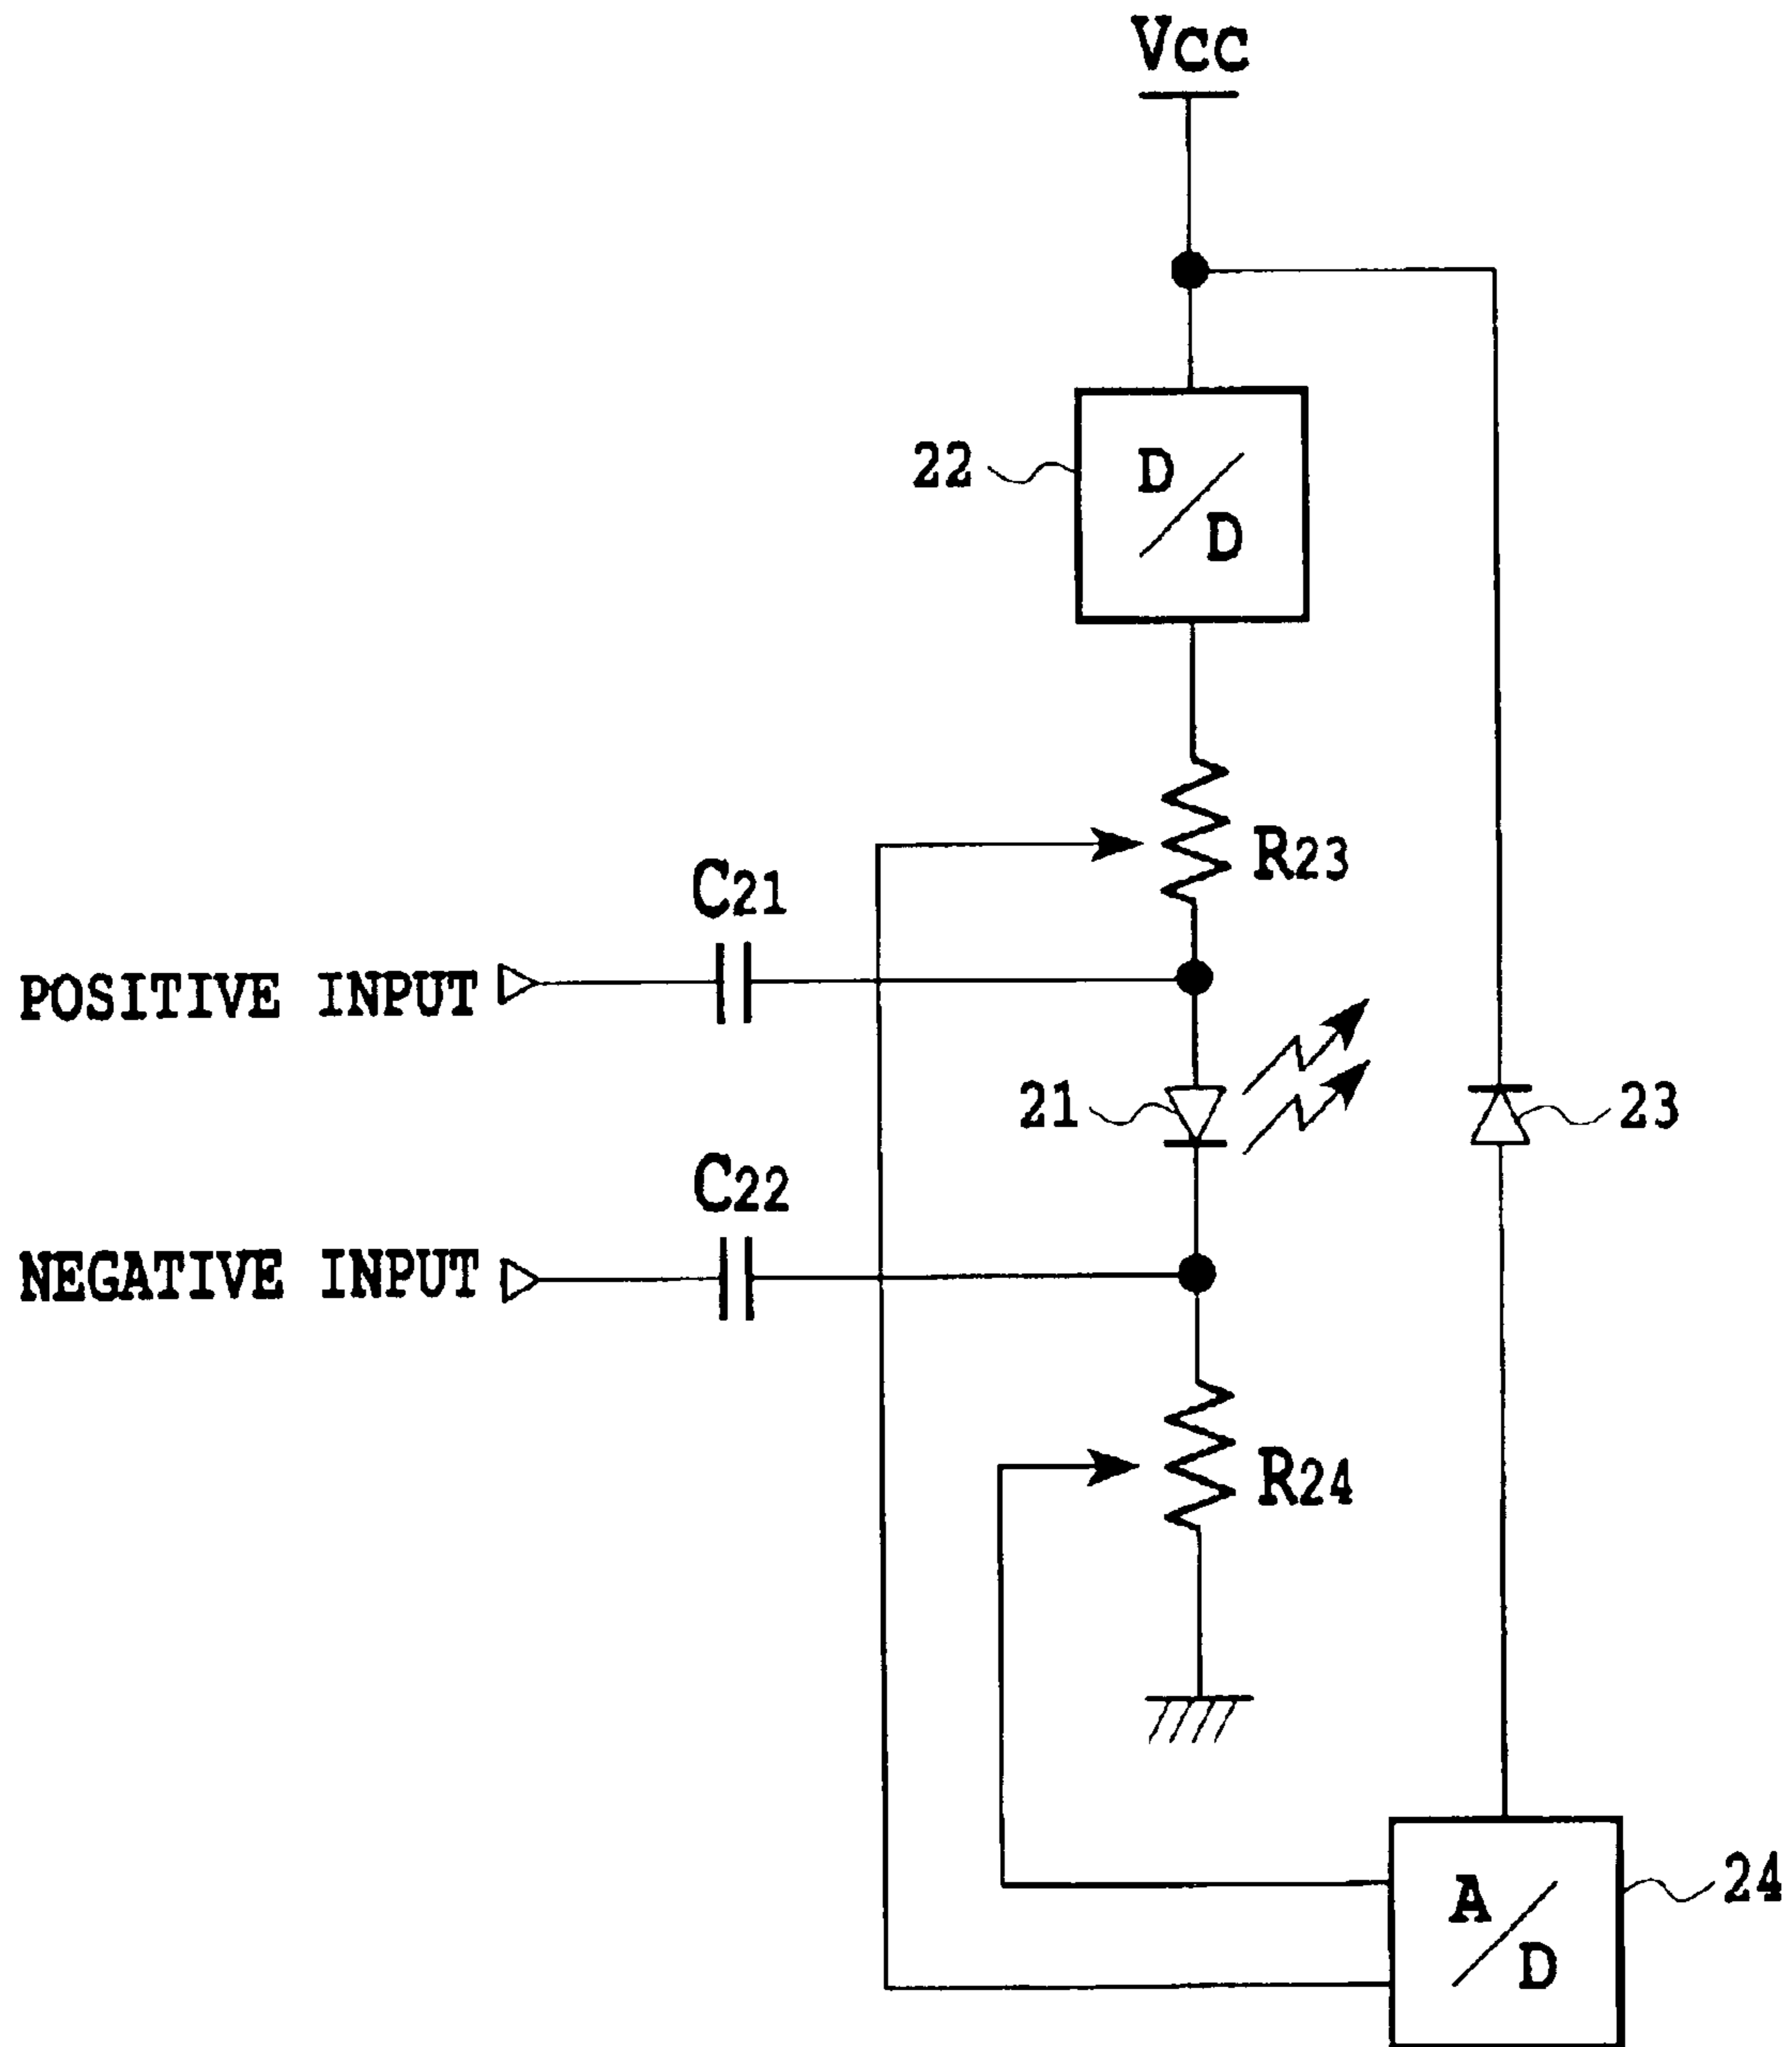 VCC
22
D/D
R23
C21
POSITIVE INPUT
21
23
C22
NEGATIVE INPUT
R24
A/D
24